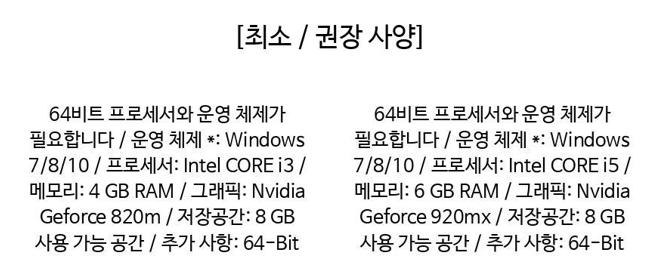 [최소 / 권장 사양]
64비트 프로세서와 운영 체제가
필요합니다 / 운영 체제 *: Windows
7/8/10 / 프로세서: Intel CORE i3 /
메모리: 4 GB RAM / 그래픽: Nvidia
Geforce 820m / 저장공간: 8 GB
사용 가능 공간 / 추가 사항: 64-Bit
64비트 프로세서와 운영 체제가
필요합니다 / 운영 체제 *: Windows
7/8/10 / 프로세서: Intel CORE i5 /
메모리: 6 GB RAM / 그래픽: Nvidia
Geforce 920mx / 저장공간: 8 GB
사용 가능 공간 / 추가 사항: 64-Bit